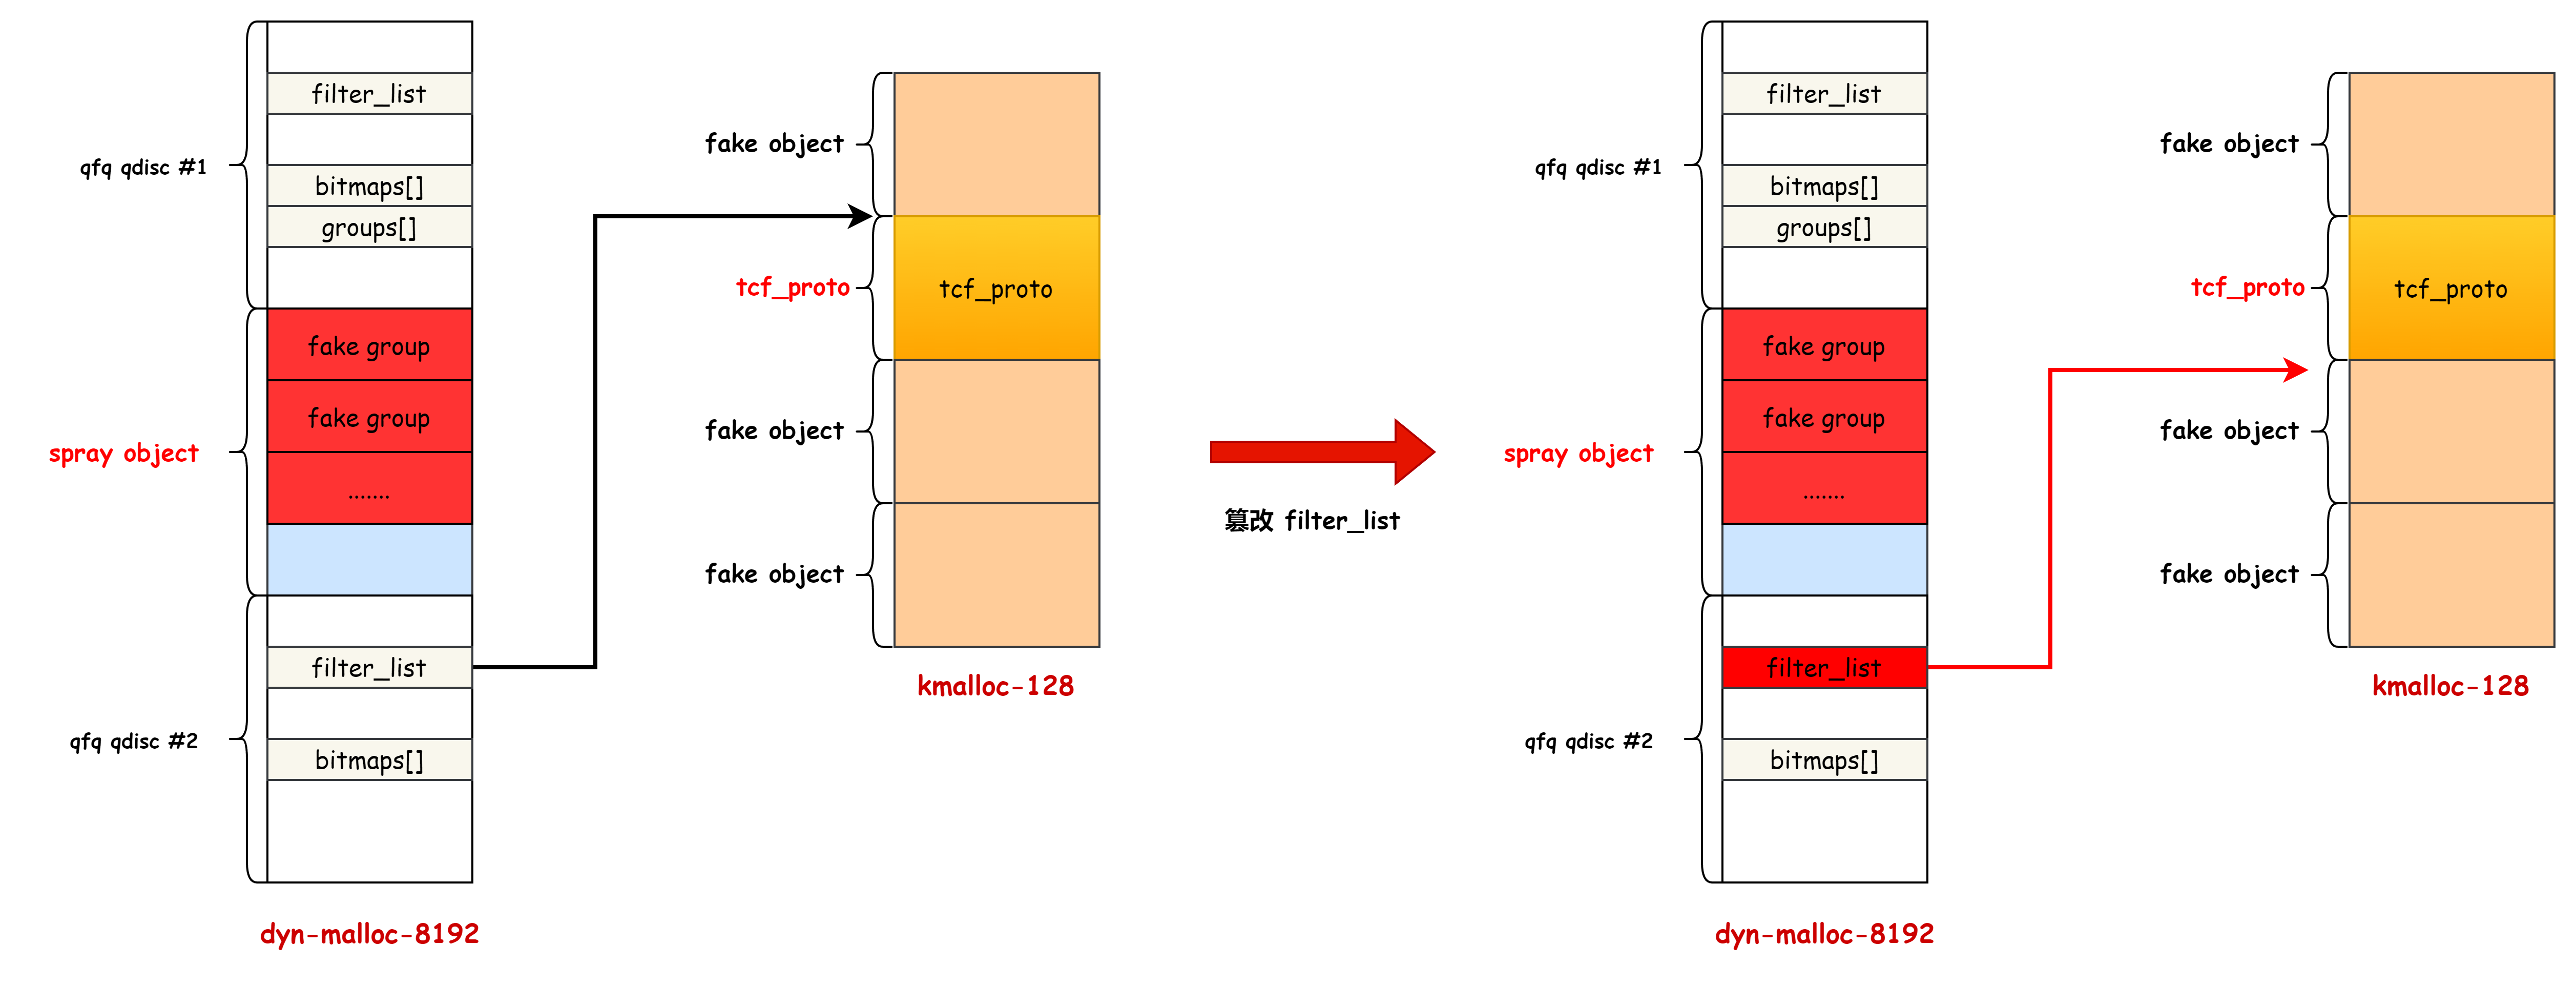 filter_list
qfq qdisc #1
bitmaps[]
groups[]
fake group
fake group
spray object
.......
filter_list
qfq qdisc #2
bitmaps[]
dyn-malloc-8192
fake object
tcf_proto
tcf_proto
fake object
fake object
kmalloc-128
篡改 filter_list
filter_list
qfq qdisc #1
bitmaps[]
groups[]
fake group
fake group
spray object
.......
filter_list
qfq qdisc #2
bitmaps[]
dyn-malloc-8192
fake object
tcf_proto
tcf_proto
fake object
fake object
kmalloc-128